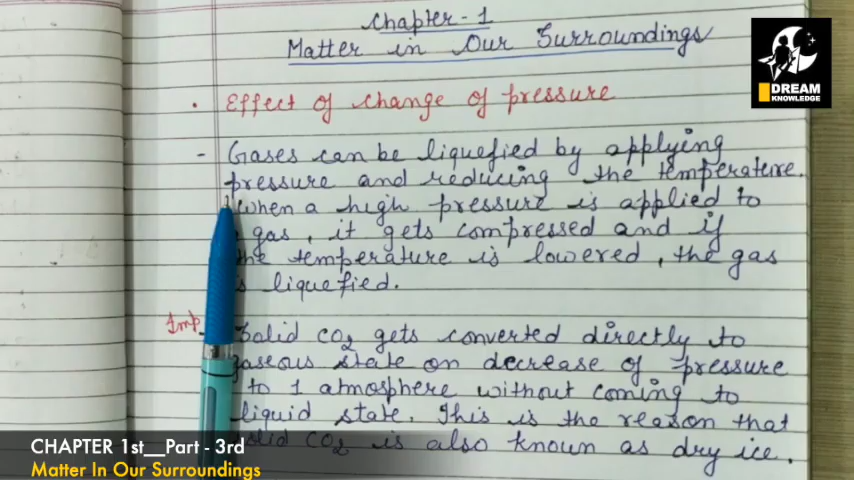 Chapter - 1
Matter in Our Surroundings
DREAM
KNOWLEDGE
• Effect of change of pressure
- Gases can be liquefied by applying
pressure and reducing the temperature.
When a high pressure is applied to
gas, it gets compressed and if
the temperature is lowered, the gas
liquefied.
Imp. Solid CO2 gets converted directly to
gaseous state on decrease of pressure
to 1 atmosphere without coming to
liquid state. This is the reason that
solid CO2 is also known as dry ice.
CHAPTER 1st__Part - 3rd
Matter In Our Surroundings